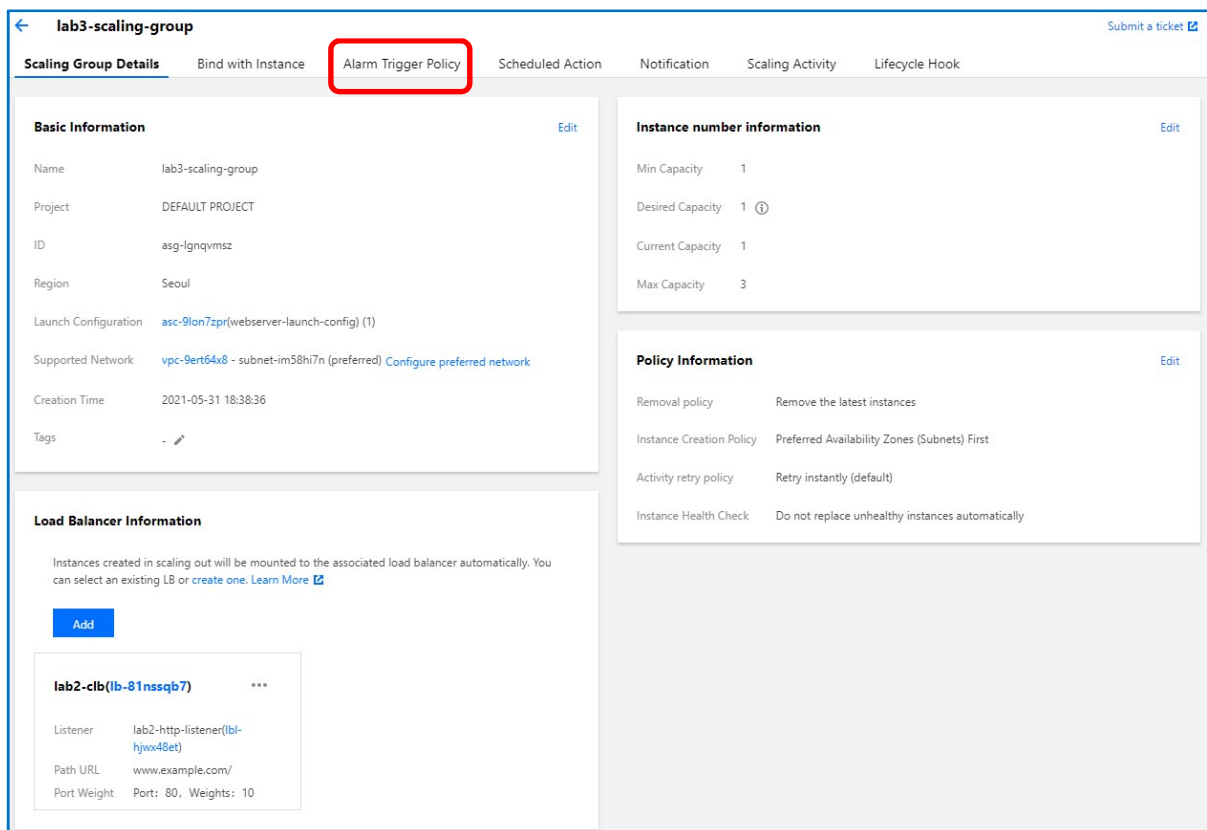 lab3-scaling-group
Submit a ticket
Scaling Group Details Bind with Instance Alarm Trigger Policy Scheduled Action Notification Scaling Activity Lifecycle Hook
Basic Information Edit
Name lab3-scaling-group
Project DEFAULT PROJECT
ID asg-lgnqvmsz
Region Seoul
Launch Configuration asc-9lon7zpr(webserver-launch-config) (1)
Supported Network vpc-9ert64x8 - subnet-im58hi7n (preferred) Configure preferred network
Creation Time 2021-05-31 18:38:36
Tags -
Load Balancer Information
Instances created in scaling out will be mounted to the associated load balancer automatically. You
can select an existing LB or create one. Learn More
Add
lab2-clb(lb-81nssqb7) •••
Listener lab2-http-listener(lbl-
hjwx48et)
Path URL www.example.com/
Port Weight Port: 80, Weights: 10
Instance number information Edit
Min Capacity 1
Desired Capacity 1
Current Capacity 1
Max Capacity 3
Policy Information Edit
Removal policy Remove the latest instances
Instance Creation Policy Preferred Availability Zones (Subnets) First
Activity retry policy Retry instantly (default)
Instance Health Check Do not replace unhealthy instances automatically